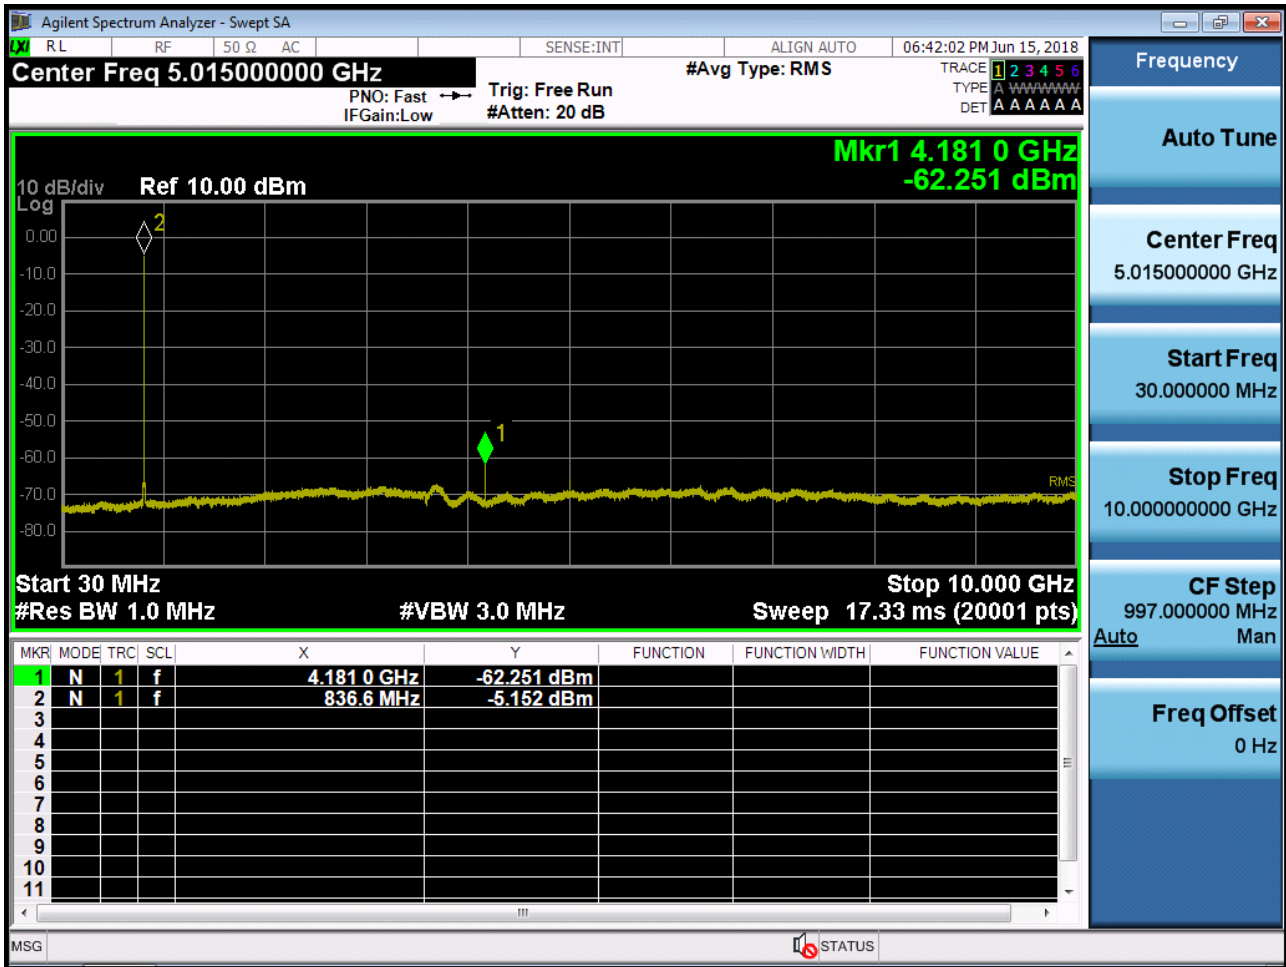 Agilent Spectrum Analyzer - Swept SA
LXI RL RF 50 Ω AC SENSE:INT ALIGN AUTO 06:42:02 PM Jun 15, 2018
Center Freq 5.015000000 GHz
PNO: Fast
IFGain:Low
Trig: Free Run
#Atten: 20 dB
#Avg Type: RMS
TRACE 1 2 3 4 5 6
TYPE A WWWWW
DET A A A A A A
Mkr1 4.181 0 GHz
-62.251 dBm
10 dB/div Ref 10.00 dBm
Log
0.00
-10.0
-20.0
-30.0
-40.0
-50.0
-60.0
-70.0
-80.0
2
1
RMS
Start 30 MHz Stop 10.000 GHz
#Res BW 1.0 MHz #VBW 3.0 MHz Sweep 17.33 ms (20001 pts)
MKR MODE TRC SCL X Y FUNCTION FUNCTION WIDTH FUNCTION VALUE
1 N 1 f 4.181 0 GHz -62.251 dBm
2 N 1 f 836.6 MHz -5.152 dBm
3
4
5
6
7
8
9
10
11
MSG STATUS
Frequency
Auto Tune
Center Freq
5.015000000 GHz
Start Freq
30.000000 MHz
Stop Freq
10.000000000 GHz
CF Step
997.000000 MHz
Auto Man
Freq Offset
0 Hz